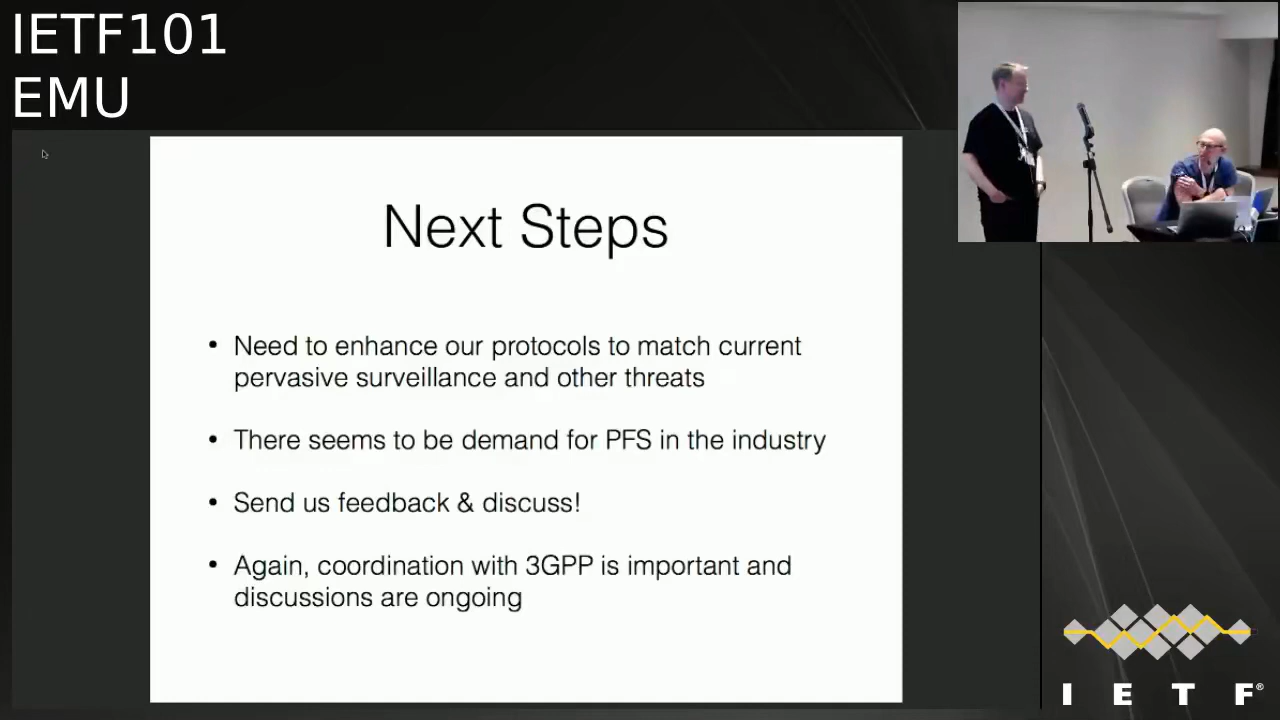 IETF101
EMU
Next Steps
• Need to enhance our protocols to match current
pervasive surveillance and other threats
• There seems to be demand for PFS in the industry
• Send us feedback & discuss!
• Again, coordination with 3GPP is important and
discussions are ongoing
I E T F®